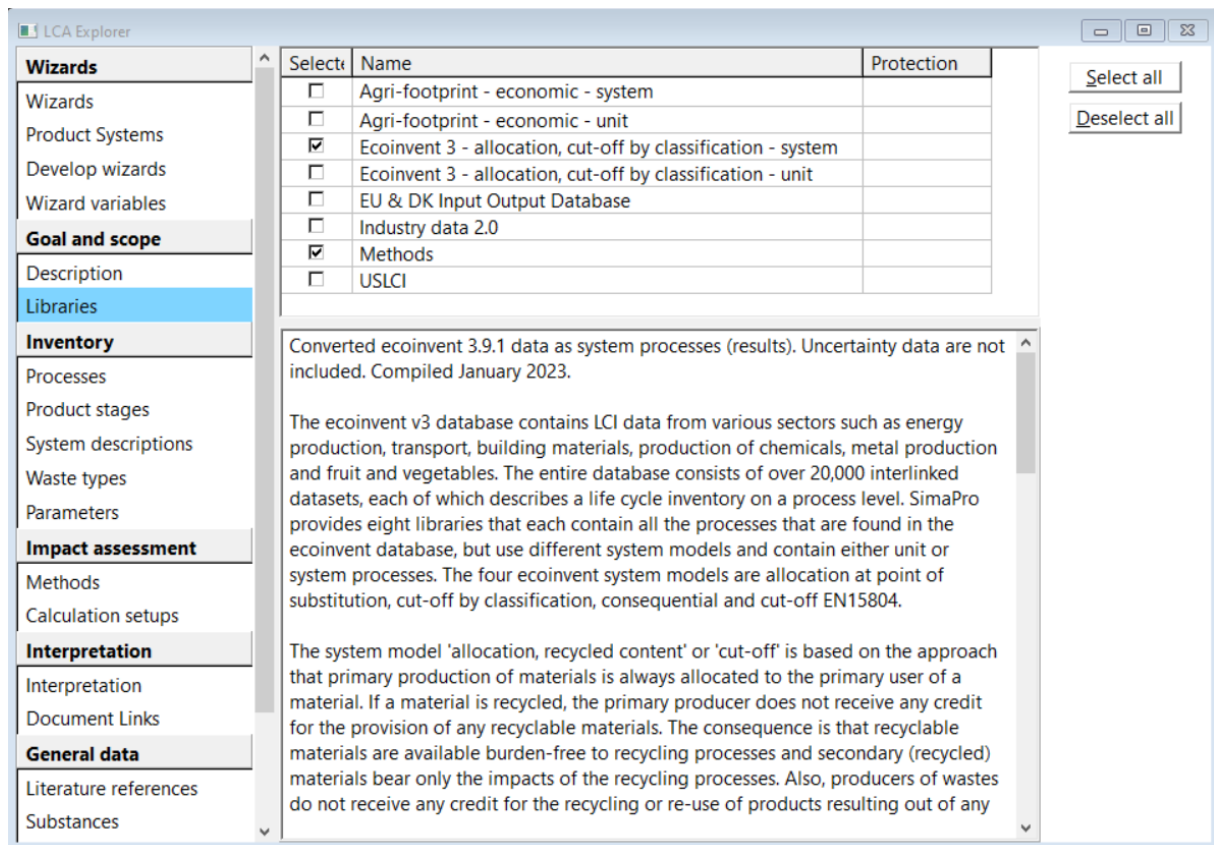 LCA Explorer
Wizards
Wizards
Product Systems
Develop wizards
Wizard variables
Goal and scope
Description
Libraries
Inventory
Processes
Product stages
System descriptions
Waste types
Parameters
Impact assessment
Methods
Calculation setups
Interpretation
Interpretation
Document Links
General data
Literature references
Substances
Selecte Name Protection
Agri-footprint - economic - system
Agri-footprint - economic - unit
Ecoinvent 3 - allocation, cut-off by classification - system
Ecoinvent 3 - allocation, cut-off by classification - unit
EU & DK Input Output Database
Industry data 2.0
Methods
USLCI
Select all
Deselect all
Converted ecoinvent 3.9.1 data as system processes (results). Uncertainty data are not
included. Compiled January 2023.
The ecoinvent v3 database contains LCI data from various sectors such as energy
production, transport, building materials, production of chemicals, metal production
and fruit and vegetables. The entire database consists of over 20,000 interlinked
datasets, each of which describes a life cycle inventory on a process level. SimaPro
provides eight libraries that each contain all the processes that are found in the
ecoinvent database, but use different system models and contain either unit or
system processes. The four ecoinvent system models are allocation at point of
substitution, cut-off by classification, consequential and cut-off EN15804.
The system model 'allocation, recycled content' or 'cut-off' is based on the approach
that primary production of materials is always allocated to the primary user of a
material. If a material is recycled, the primary producer does not receive any credit
for the provision of any recyclable materials. The consequence is that recyclable
materials are available burden-free to recycling processes and secondary (recycled)
materials bear only the impacts of the recycling processes. Also, producers of wastes
do not receive any credit for the recycling or re-use of products resulting out of any